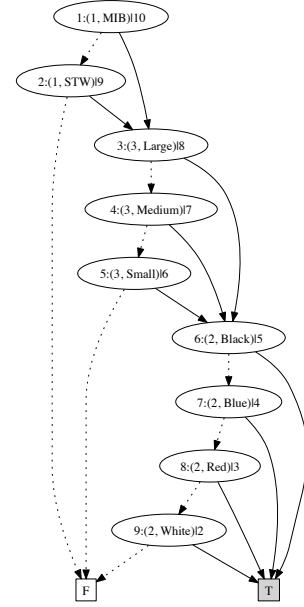 1:(1, MIB)|10
2:(1, STW)|9
3:(3, Large)|8
4:(3, Medium)|7
5:(3, Small)|6
6:(2, Black)|5
7:(2, Blue)|4
8:(2, Red)|3
9:(2, White)|2
F T